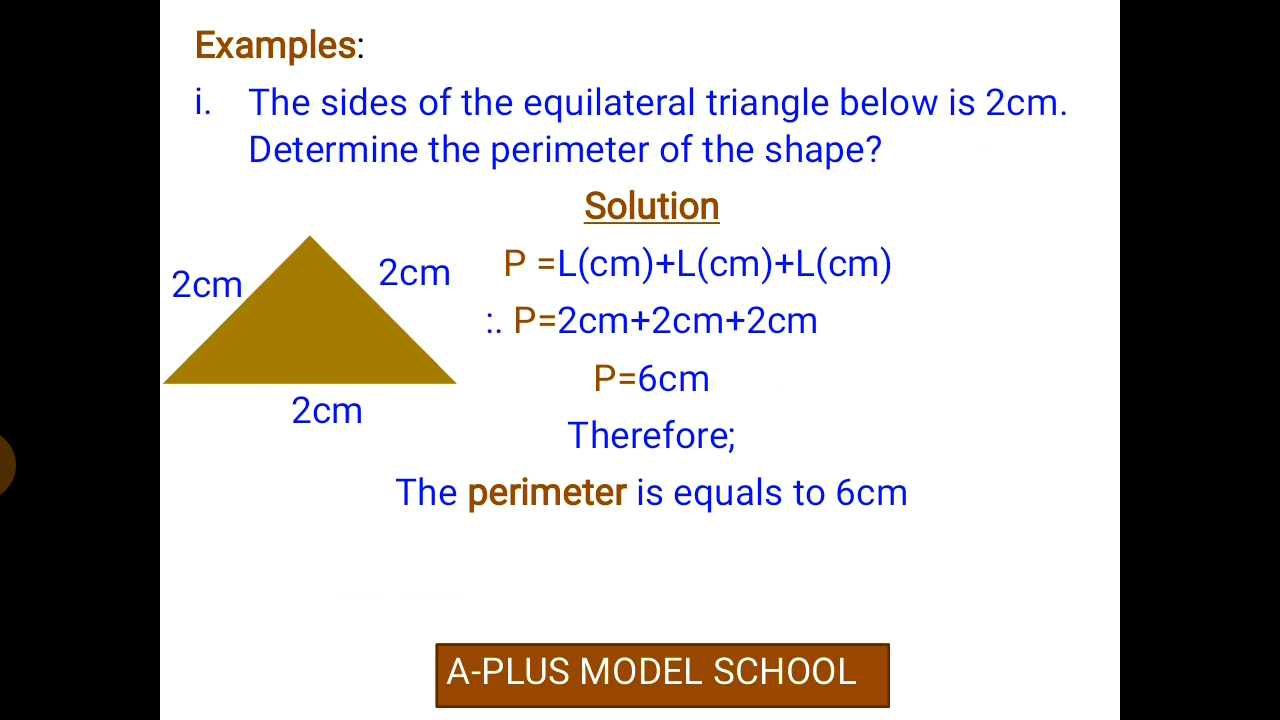 Examples:
i. The sides of the equilateral triangle below is 2cm.
Determine the perimeter of the shape?
Solution
2cm
2cm
2cm
P =L(cm)+L(cm)+L(cm)
:. P=2cm+2cm+2cm
P=6cm
Therefore;
The perimeter is equals to 6cm
A-PLUS MODEL SCHOOL